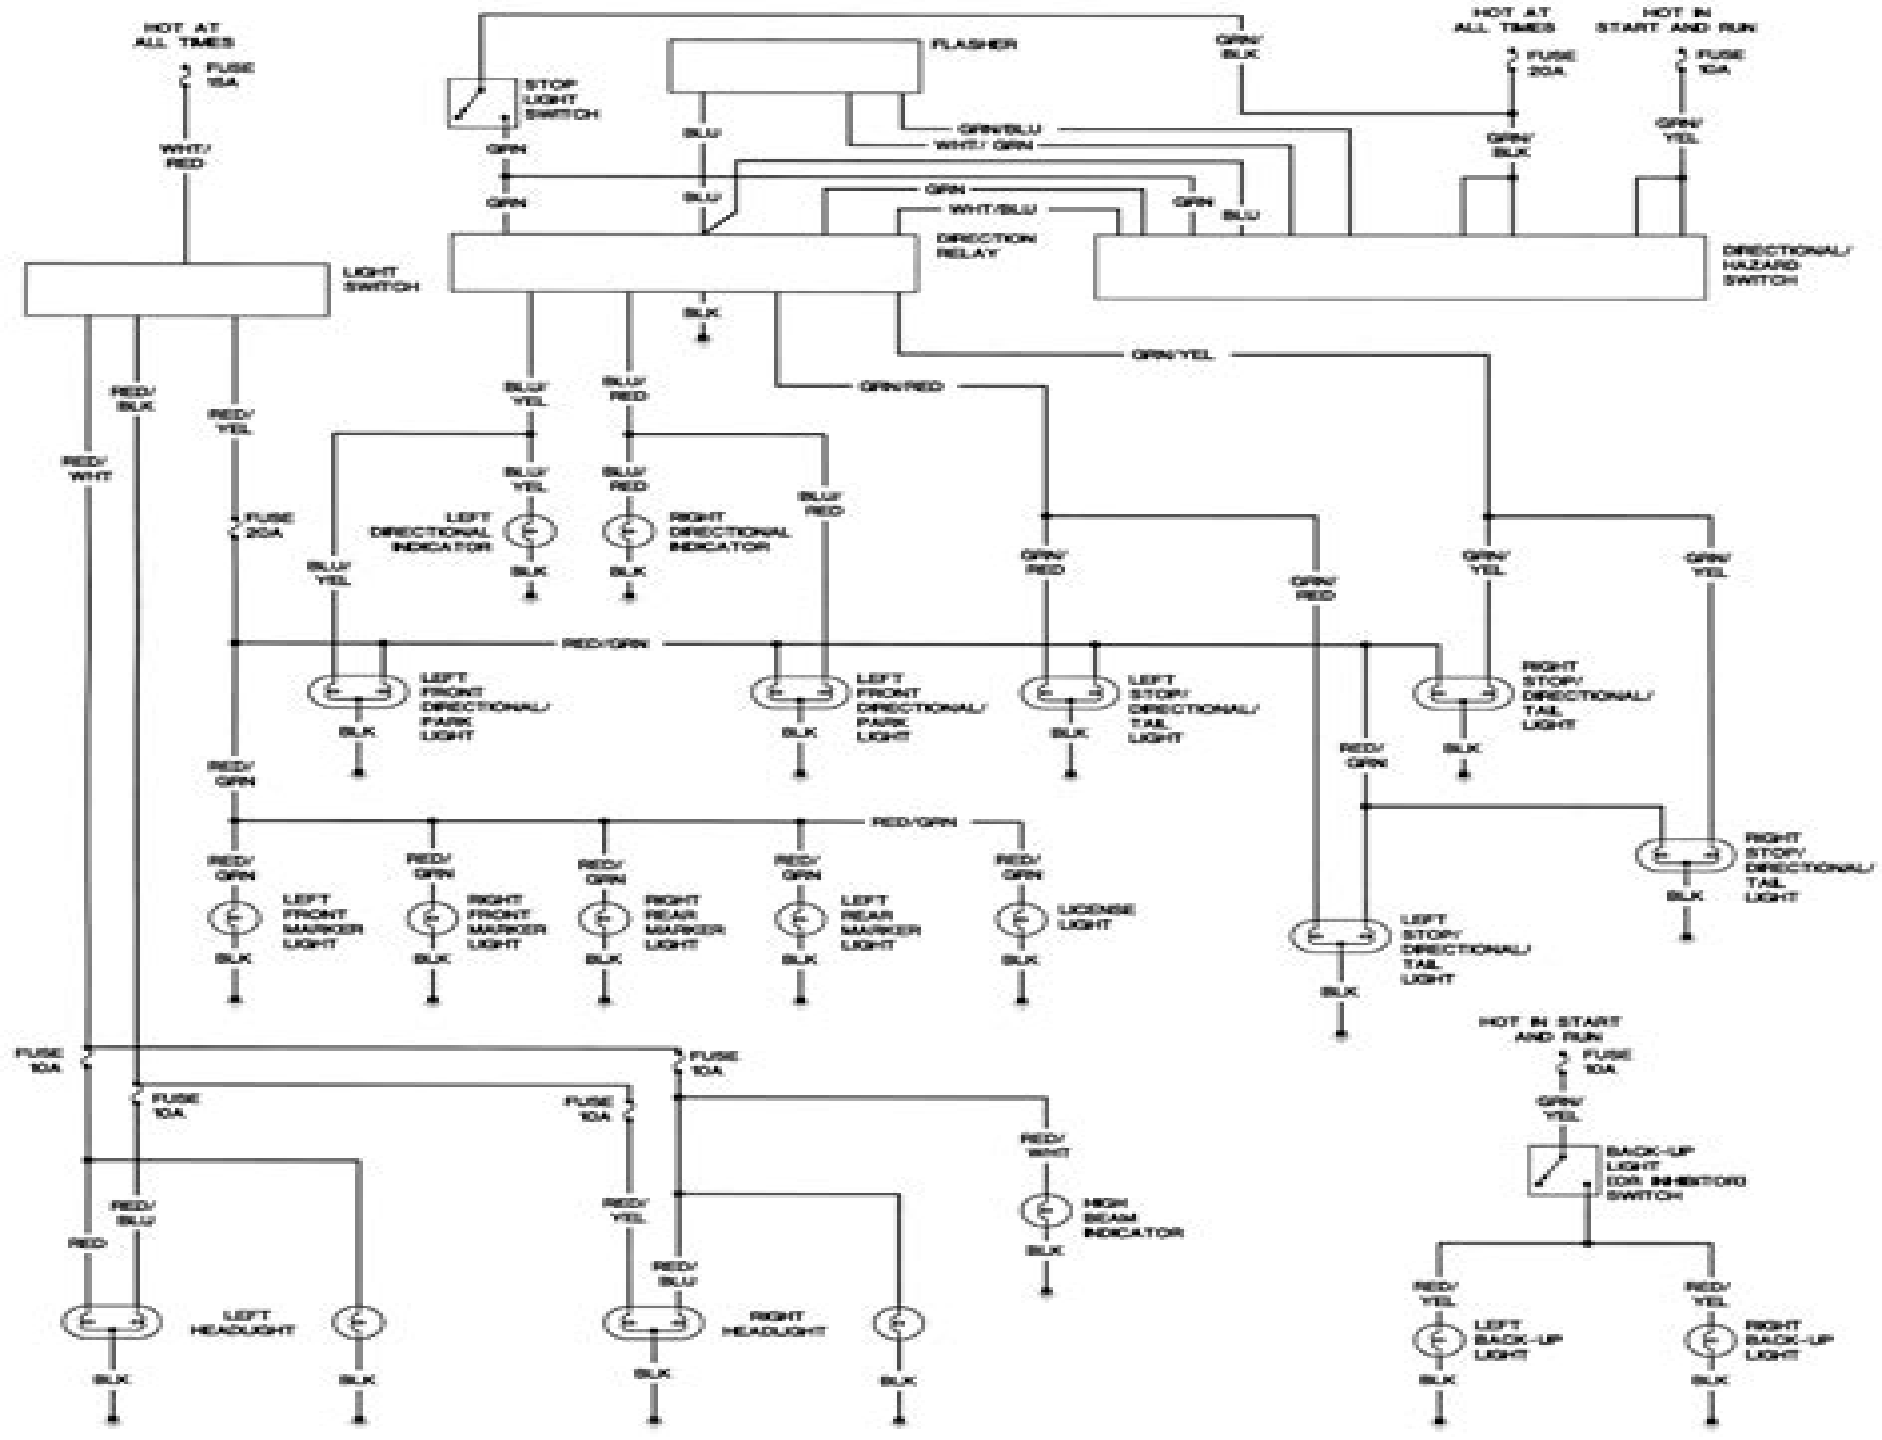 HOT AT
ALL TIMES
FUSE
15A
WHT/
RED
LIGHT
SWITCH
STOP
LIGHT
SWITCH
GRN
GRN
FLASHER
BLU
BLU
GRN/BLU
WHT/ GRN
GRN
WHT/BLU
GRN
BLU
GRN/
BLK
HOT AT
ALL TIMES
FUSE
20A
GRN/
BLK
HOT IN
START AND RUN
FUSE
10A
GRN/
YEL
DIRECTION
RELAY
DIRECTIONAL/
HAZARD
SWITCH
BLK
GRN/YEL
GRN/RED
RED/
BLK
RED/
YEL
RED/
WHT
BLU/
YEL
BLU/
RED
BLU/
YEL
BLU/
RED
BLU/
RED
FUSE
20A
LEFT
DIRECTIONAL
INDICATOR
RIGHT
DIRECTIONAL
INDICATOR
BLK
BLK
BLU/
YEL
GRN/
RED
GRN/
RED
GRN/
YEL
GRN/
YEL
RED/GRN
LEFT
FRONT
DIRECTIONAL/
PARK
LIGHT
BLK
LEFT
FRONT
DIRECTIONAL/
PARK
LIGHT
BLK
LEFT
STOP/
DIRECTIONAL/
TAIL
LIGHT
BLK
RIGHT
STOP/
DIRECTIONAL/
TAIL
LIGHT
BLK
RED/
GRN
RED/
GRN
RED/GRN
RED/
GRN
RED/
GRN
RED/
GRN
RED/
GRN
RED/
GRN
LEFT
FRONT
MARKER
LIGHT
RIGHT
FRONT
MARKER
LIGHT
RIGHT
REAR
MARKER
LIGHT
LEFT
REAR
MARKER
LIGHT
LICENSE
LIGHT
BLK
BLK
BLK
BLK
BLK
RIGHT
STOP/
DIRECTIONAL/
TAIL
LIGHT
BLK
LEFT
STOP/
DIRECTIONAL/
TAIL
LIGHT
BLK
FUSE
10A
FUSE
10A
FUSE
10A
FUSE
10A
RED/
WHT
HIGH
BEAM
INDICATOR
BLK
RED/
BLU
RED
RED/
YEL
RED/
BLU
LEFT
HEADLIGHT
RIGHT
HEADLIGHT
BLK
BLK
BLK
BLK
HOT IN START
AND RUN
FUSE
10A
GRN/
YEL
BACK-UP
LIGHT
(OR INHIBITOR)
SWITCH
RED/
YEL
RED/
YEL
LEFT
BACK-UP
LIGHT
RIGHT
BACK-UP
LIGHT
BLK
BLK